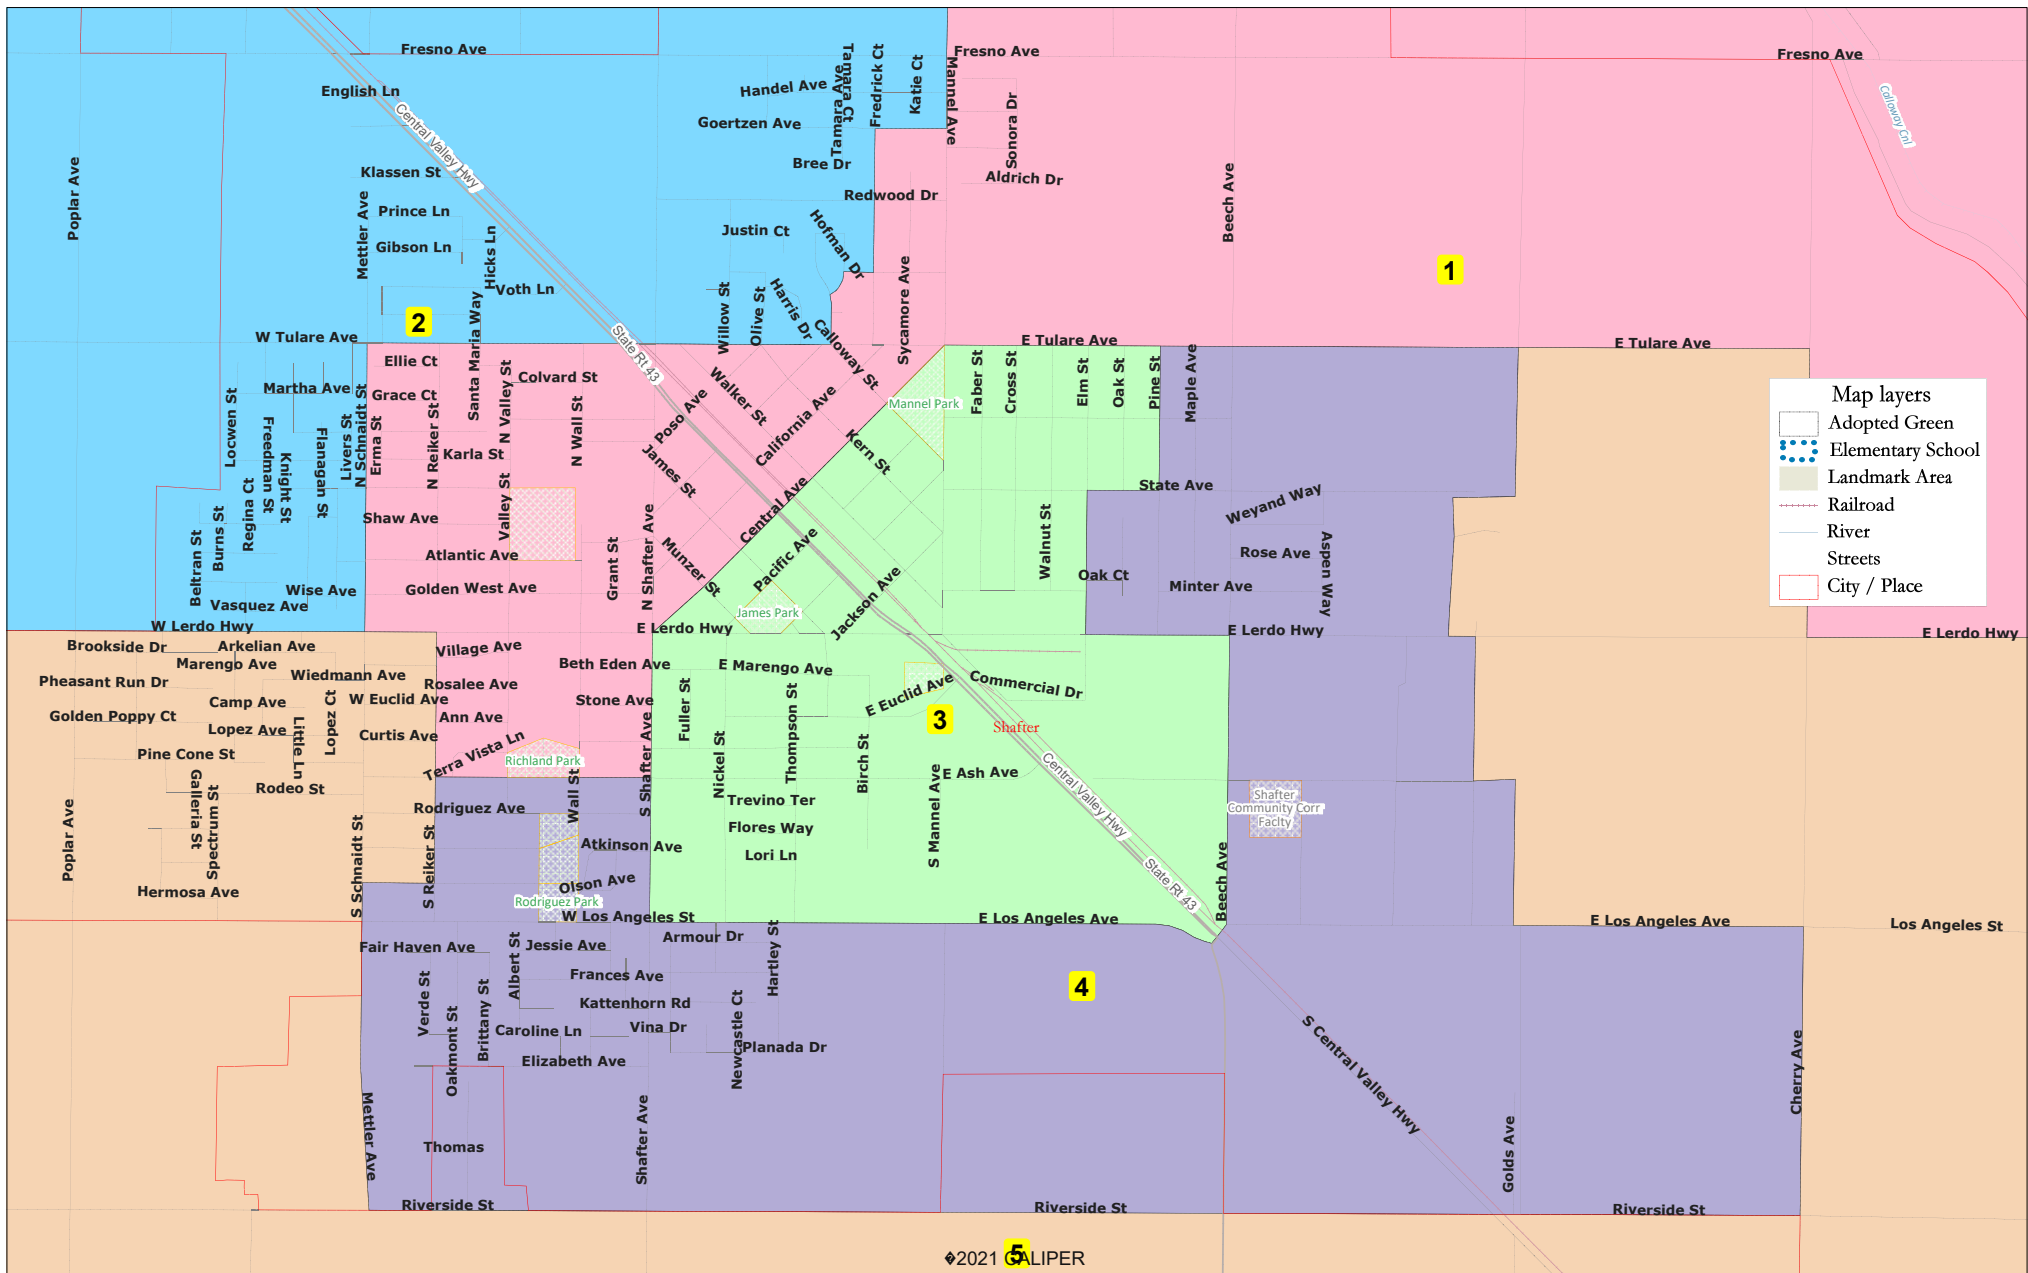 Fresno Ave
Fresno Ave
Fresno Ave
English Ln
Central Valley Hwy
Handel Ave
Tamara Ct
Tamara Ave
Fredrick Ct
Katie Ct
Mannel Ave
Sonora Dr
Calloway Cnl
Goertzen Ave
Bree Dr
Klassen St
Redwood Dr
Aldrich Dr
Poplar Ave
Mettler Ave
Prince Ln
Gibson Ln
Hicks Ln
Justin Ct
Hofman Dr
Beech Ave
1
Voth Ln
Santa Maria Way
Willow St
Olive St
Harris Dr
Calloway St
Sycamore Ave
2
W Tulare Ave
State Rt 43
E Tulare Ave
E Tulare Ave
Ellie Ct
Martha Ave
Grace Ct
Colvard St
N Valley St
Walker St
Poso Ave
California Ave
Mannel Park
Faber St
Cross St
Elm St
Oak St
Pine St
Maple Ave
Map layers
Adopted Green
Elementary School
Landmark Area
Railroad
River
Streets
City / Place
Locwen St
Freedman St
Knight St
Flanagan St
Livers St
N Schnaidt St
Erma St
N Reiker St
Karla St
N Wall St
James St
Kern St
State Ave
Weyand Way
Regina Ct
Burns St
Beltran St
Shaw Ave
Valley St
Central Ave
Atlantic Ave
Grant St
N Shafter Ave
Munzer St
Pacific Ave
Walnut St
Rose Ave
Aspen Way
Oak Ct
Minter Ave
Wise Ave
Golden West Ave
Vasquez Ave
James Park
Jackson Ave
W Lerdo Hwy
E Lerdo Hwy
E Lerdo Hwy
E Lerdo Hwy
Brookside Dr
Arkelian Ave
Village Ave
Marengo Ave
Beth Eden Ave
E Marengo Ave
Wiedmann Ave
Pheasant Run Dr
Rosalee Ave
Commercial Dr
Camp Ave
W Euclid Ave
Stone Ave
E Euclid Ave
Golden Poppy Ct
Lopez Ave
Little Ln
Lopez Ct
Ann Ave
Curtis Ave
Fuller St
Thompson St
3
Shafter
Pine Cone St
Terra Vista Ln
Richland Park
S Shafter Ave
Nickel St
Birch St
E Ash Ave
Central Valley Hwy
Galleria St
Spectrum St
Rodeo St
Rodriguez Ave
Wall St
Trevino Ter
S Mannel Ave
Shafter
Community Corr
Faclty
Poplar Ave
S Schnaidt St
S Reiker St
Atkinson Ave
Flores Way
Lori Ln
State Rt 43
Beech Ave
Hermosa Ave
Olson Ave
Rodriguez Park
W Los Angeles St
E Los Angeles Ave
E Los Angeles Ave
Los Angeles St
Fair Haven Ave
Albert St
Jessie Ave
Armour Dr
Hartley St
Frances Ave
4
Verde St
Oakmont St
Brittany St
Kattenhorn Rd
Caroline Ln
Vina Dr
Newcastle Ct
Planada Dr
Elizabeth Ave
S Central Valley Hwy
Cherry Ave
Mettler Ave
Thomas
Shafter Ave
Golds Ave
Riverside St
Riverside St
Riverside St
5
�2021 CALIPER